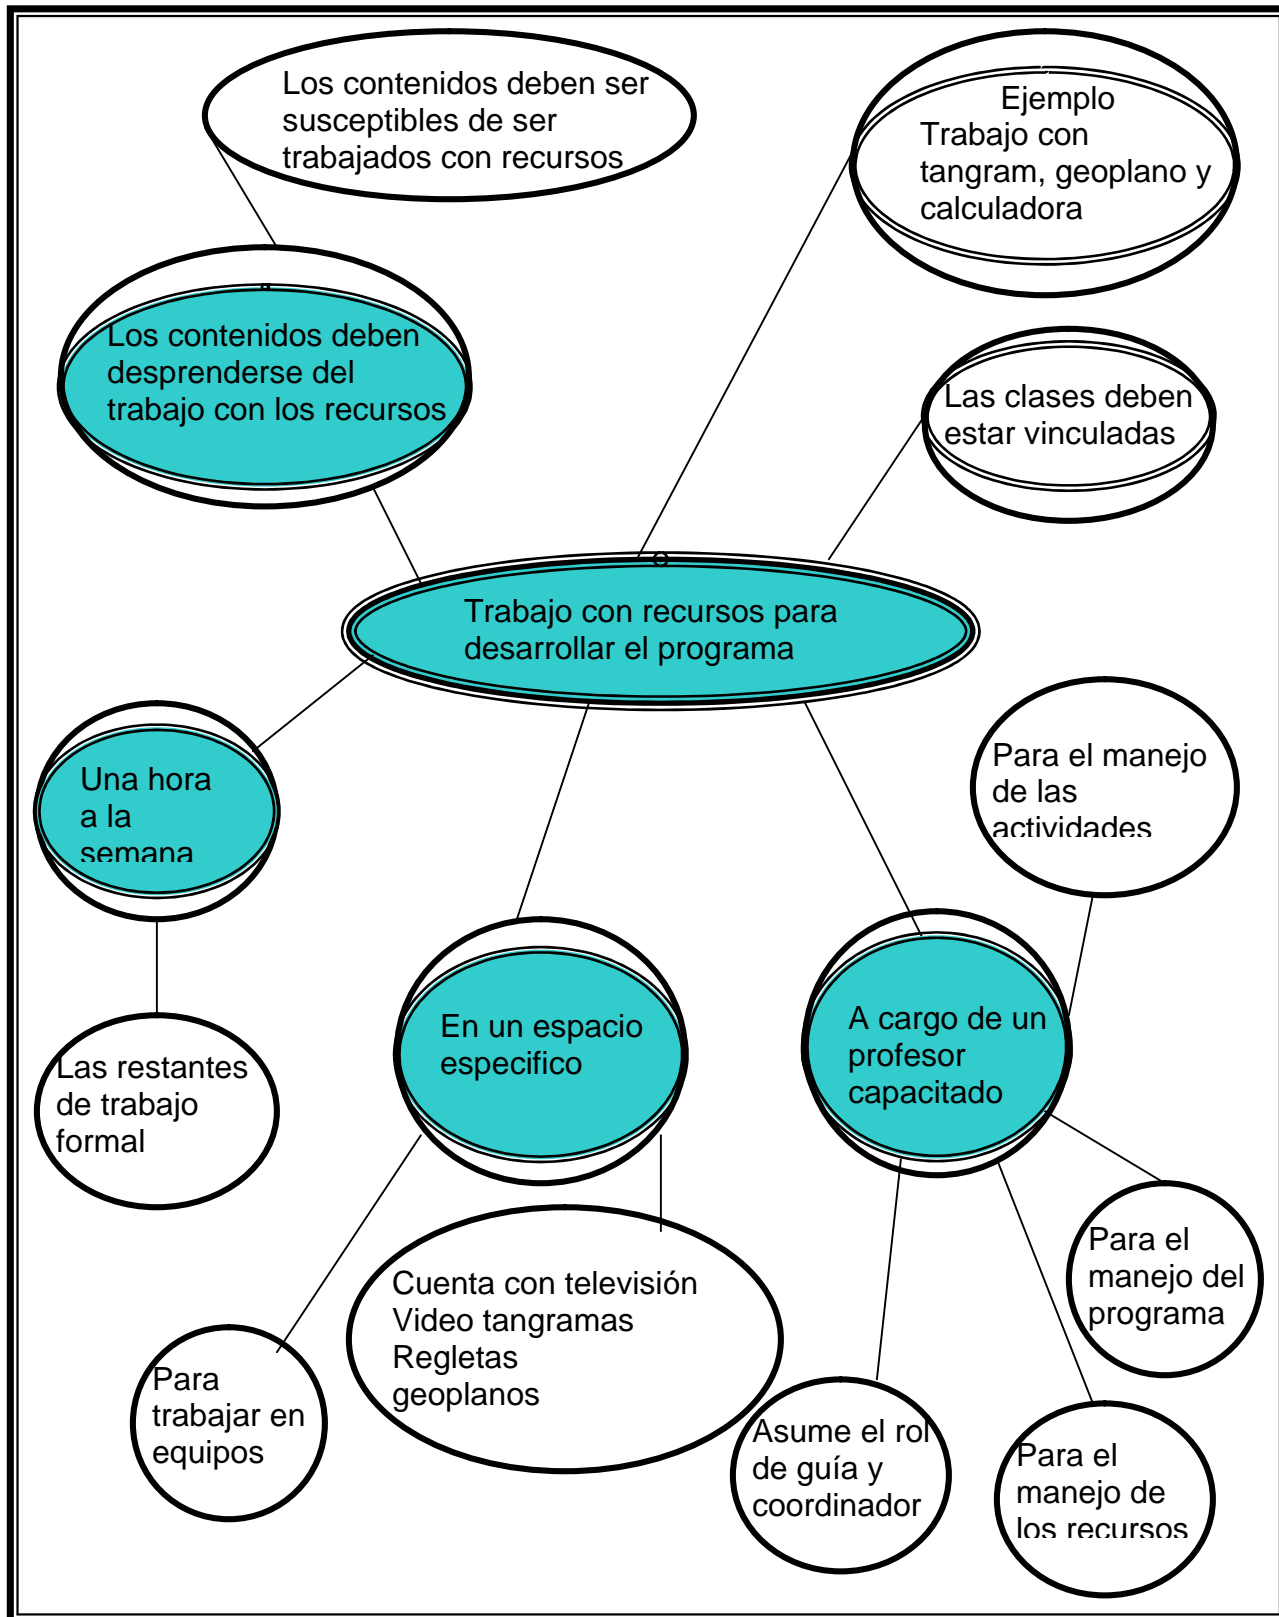 Los contenidos deben ser
susceptibles de ser
trabajados con recursos
Ejemplo
Trabajo con
tangram, geoplano y
calculadora
Los contenidos deben
desprenderse del
trabajo con los recursos
Las clases deben
estar vinculadas
Trabajo con recursos para
desarrollar el programa
Una hora
a la
semana
Para el manejo
de las
actividades
En un espacio
especifico
A cargo de un
profesor
capacitado
Las restantes
de trabajo
formal
Cuenta con televisión
Video tangramas
Regletas
geoplanos
Para el
manejo del
programa
Para
trabajar en
equipos
Asume el rol
de guía y
coordinador
Para el
manejo de
los recursos